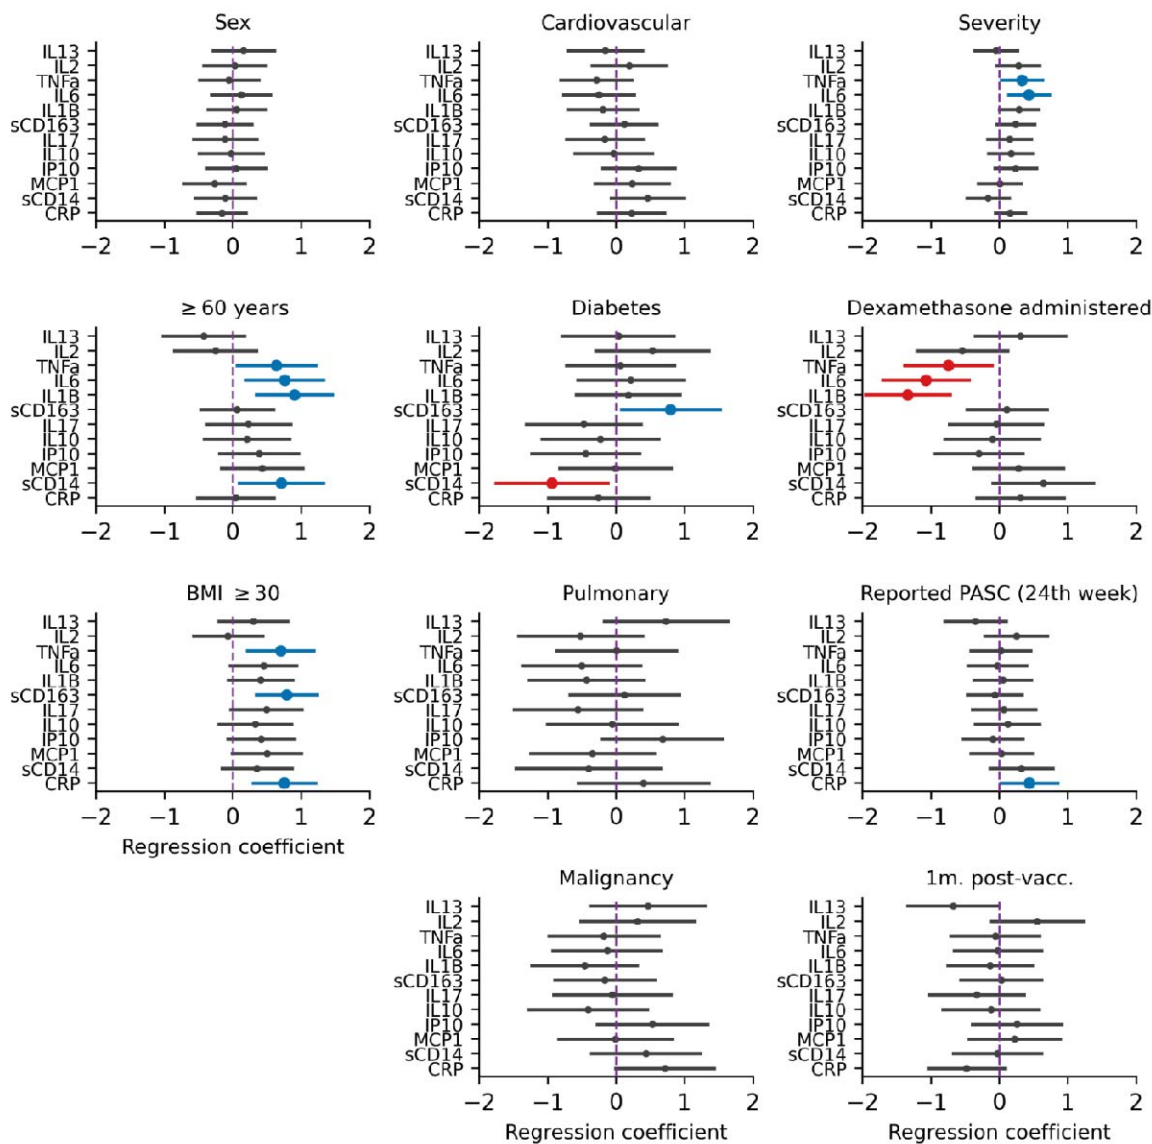 Sex
IL13
IL2
TNFa
IL6
IL1B
sCD163
IL17
IL10
IP10
MCP1
sCD14
CRP
−2 −1 0 1 2
Cardiovascular
IL13
IL2
TNFa
IL6
IL1B
sCD163
IL17
IL10
IP10
MCP1
sCD14
CRP
−2 −1 0 1 2
Severity
IL13
IL2
TNFa
IL6
IL1B
sCD163
IL17
IL10
IP10
MCP1
sCD14
CRP
−2 −1 0 1 2
≥ 60 years
IL13
IL2
TNFa
IL6
IL1B
sCD163
IL17
IL10
IP10
MCP1
sCD14
CRP
−2 −1 0 1 2
Diabetes
IL13
IL2
TNFa
IL6
IL1B
sCD163
IL17
IL10
IP10
MCP1
sCD14
CRP
−2 −1 0 1 2
Dexamethasone administered
IL13
IL2
TNFa
IL6
IL1B
sCD163
IL17
IL10
IP10
MCP1
sCD14
CRP
−2 −1 0 1 2
BMI ≥ 30
IL13
IL2
TNFa
IL6
IL1B
sCD163
IL17
IL10
IP10
MCP1
sCD14
CRP
−2 −1 0 1 2
Regression coefficient
Pulmonary
IL13
IL2
TNFa
IL6
IL1B
sCD163
IL17
IL10
IP10
MCP1
sCD14
CRP
−2 −1 0 1 2
Reported PASC (24th week)
IL13
IL2
TNFa
IL6
IL1B
sCD163
IL17
IL10
IP10
MCP1
sCD14
CRP
−2 −1 0 1 2
Malignancy
IL13
IL2
TNFa
IL6
IL1B
sCD163
IL17
IL10
IP10
MCP1
sCD14
CRP
−2 −1 0 1 2
Regression coefficient
1m. post-vacc.
IL13
IL2
TNFa
IL6
IL1B
sCD163
IL17
IL10
IP10
MCP1
sCD14
CRP
−2 −1 0 1 2
Regression coefficient